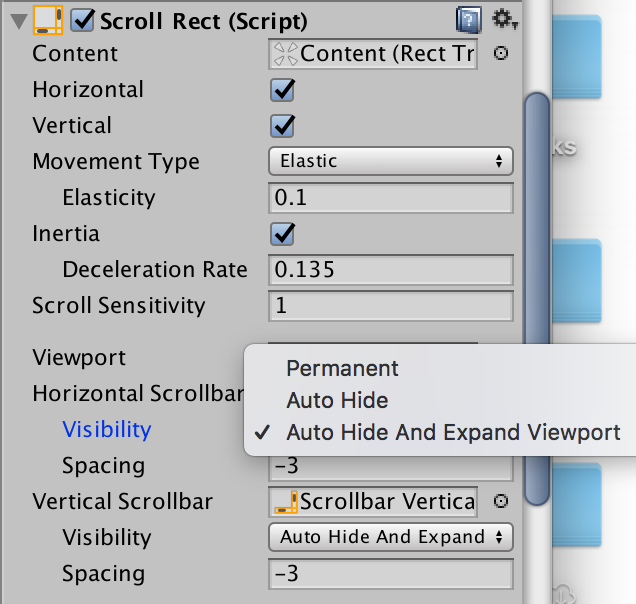 Scroll Rect (Script)
Content Content (Rect Tr
Horizontal
Vertical
Movement Type Elastic
Elasticity 0.1
Inertia
Deceleration Rate 0.135
Scroll Sensitivity 1
Viewport
Permanent
Horizontal Scrollbar
Auto Hide
Visibility Auto Hide And Expand Viewport
Spacing -3
Vertical Scrollbar Scrollbar Vertica
Visibility Auto Hide And Expand
Spacing -3
ks